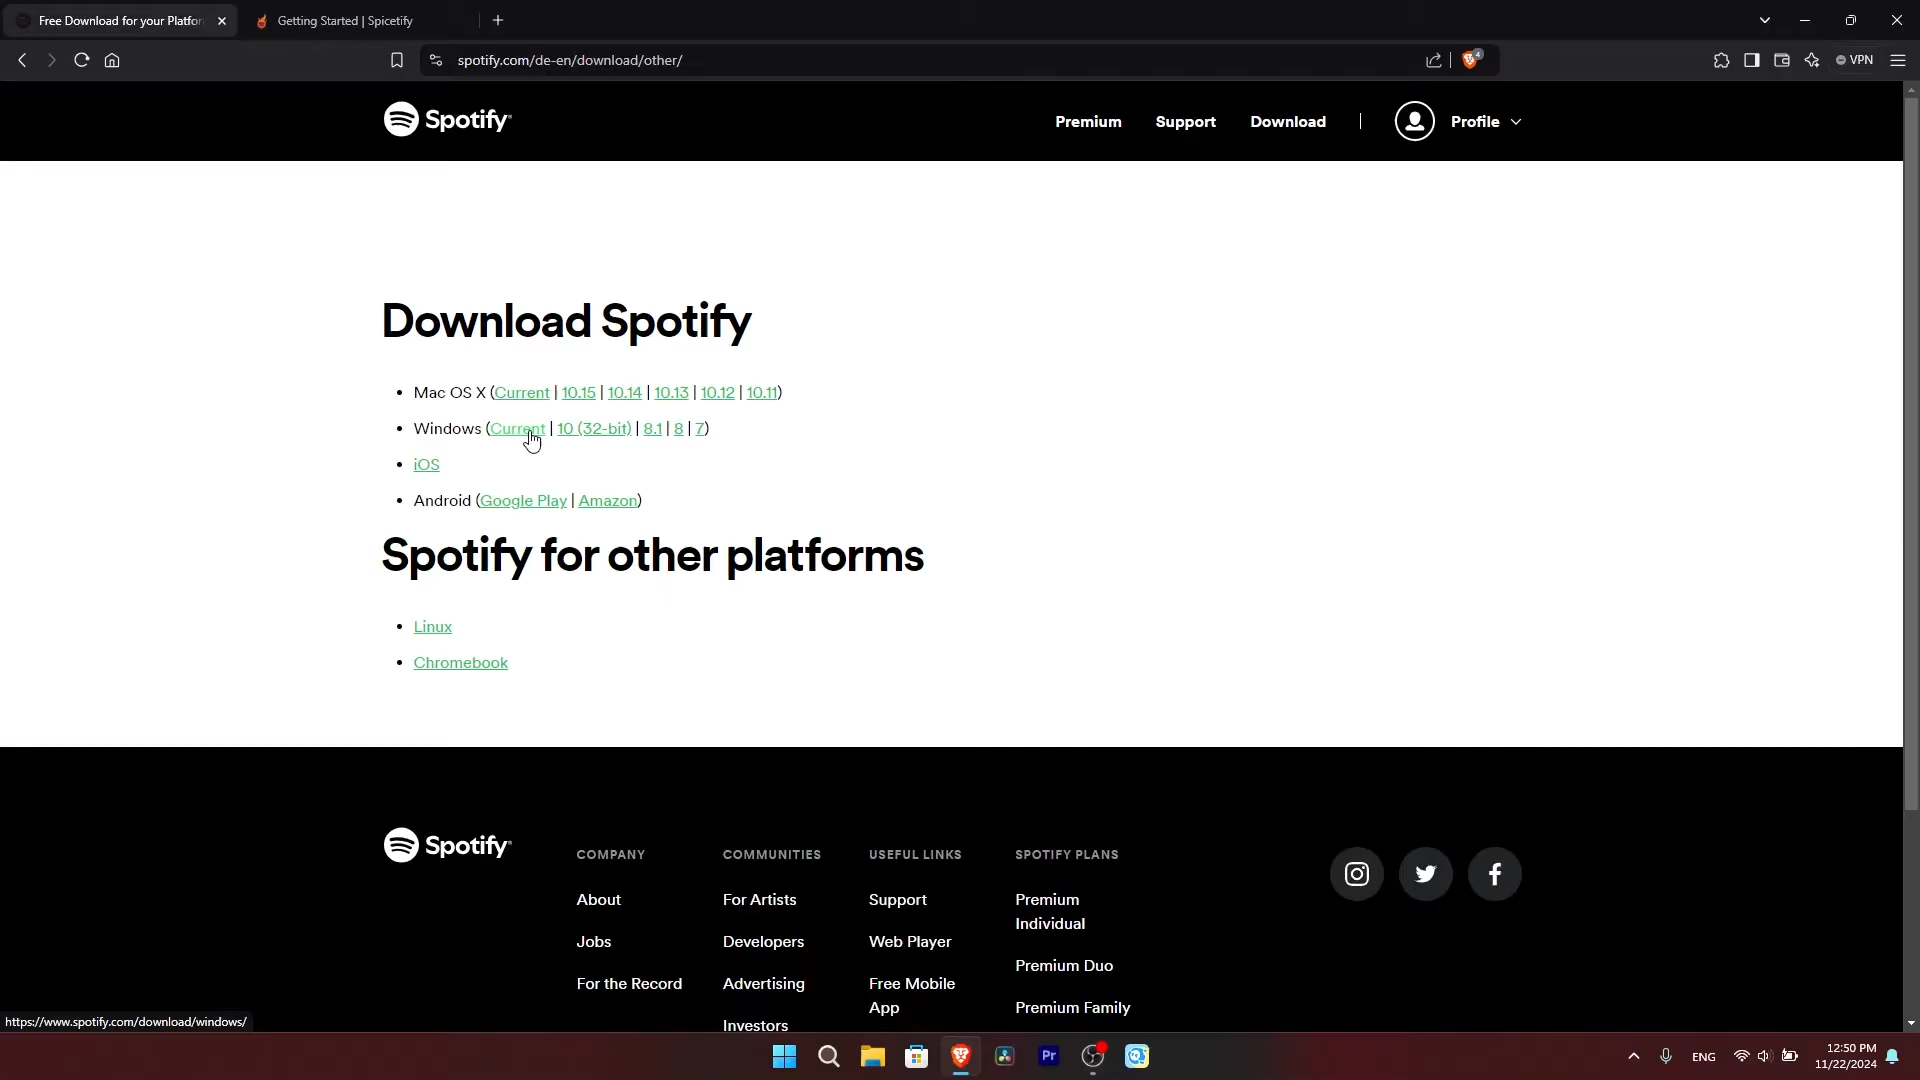 Free Download for your Platfor
Getting Started | Spicetify
spotify.com/de-en/download/other/
4
VPN
Spotify
Premium
Support
Download
Profile
Download Spotify
• Mac OS X (Current | 10.15 | 10.14 | 10.13 | 10.12 | 10.11)
• Windows (Current | 10 (32-bit) | 8.1 | 8 | 7)
• iOS
• Android (Google Play | Amazon)
Spotify for other platforms
• Linux
• Chromebook
Spotify
COMPANY
About
Jobs
For the Record
COMMUNITIES
For Artists
Developers
Advertising
Investors
USEFUL LINKS
Support
Web Player
Free Mobile
App
SPOTIFY PLANS
Premium
Individual
Premium Duo
Premium Family
https://www.spotify.com/download/windows/
Pr
ENG
12:50 PM
11/22/2024